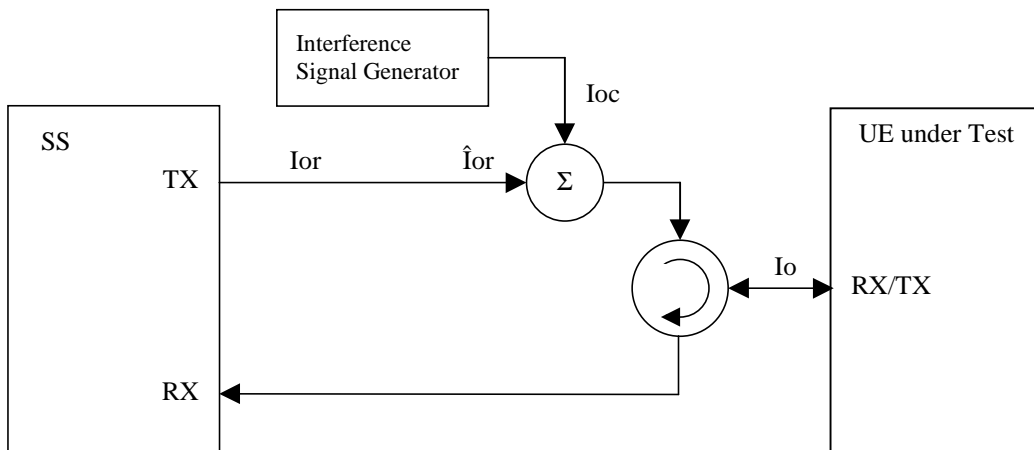 Interference
Signal Generator
Ioc
SS
UE under Test
TX
Ior
Îor
Σ
Io
RX/TX
RX